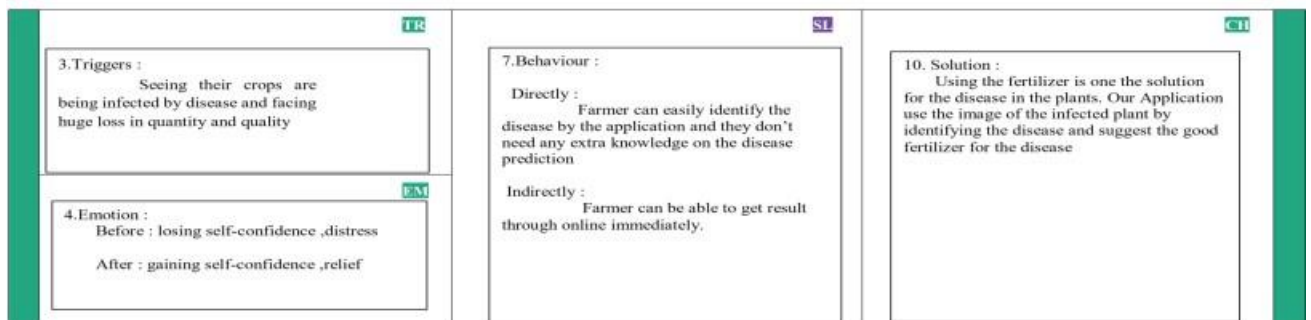 TR
3.Triggers :
Seeing their crops are
being infected by disease and facing
huge loss in quantity and quality
EM
4.Emotion :
Before : losing self-confidence ,distress
After : gaining self-confidence ,relief
SL
7.Behaviour :
Directly :
Farmer can easily identify the
disease by the application and they don’t
need any extra knowledge on the disease
prediction
Indirectly :
Farmer can be able to get result
through online immediately.
CH
10. Solution :
Using the fertilizer is one the solution
for the disease in the plants. Our Application
use the image of the infected plant by
identifying the disease and suggest the good
fertilizer for the disease